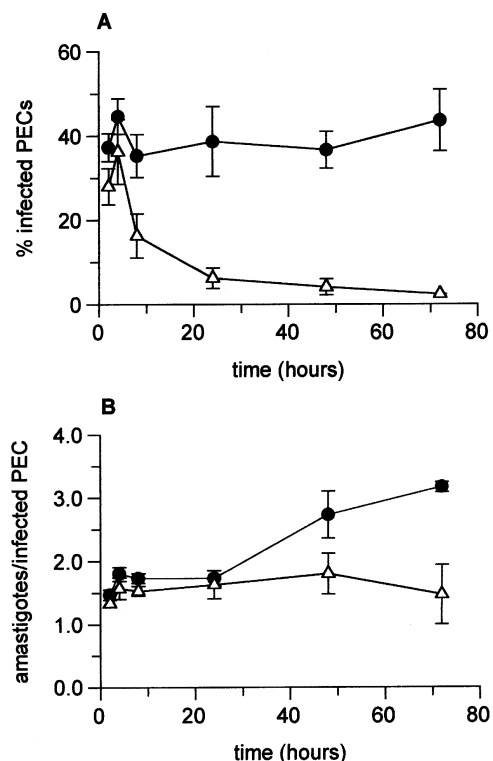 A
60
40
20
0
% infected PECs
0 20 40 60 80
time (hours)
B
4.0
3.0
2.0
1.0
0.0
amastigotes/infected PEC
0 20 40 60 80
time (hours)